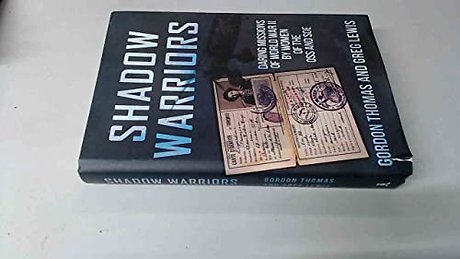 SHADOW
WARRIORS
DARING MISSIONS
OF WORLD WAR II
BY WOMEN
OF THE
OSS AND SOE
GORDON THOMAS AND GREG LEWIS
SHADOW WARRIORS
GORDON THOMAS
AND GREG LEWIS